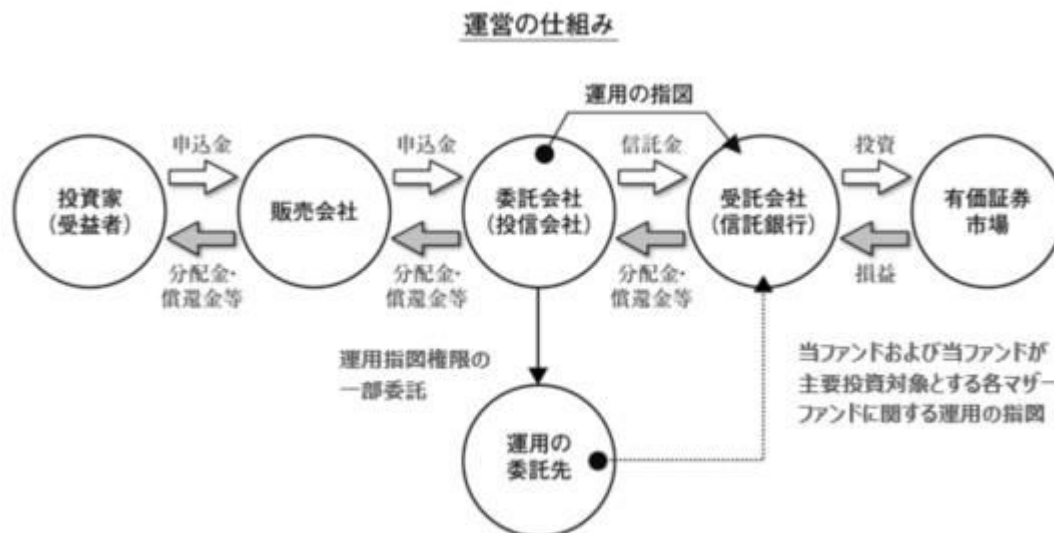 運営の仕組み
運用の指図
申込金
申込金
信託金
投資
投資家
(受益者)
販売会社
委託会社
(投信会社)
受託会社
(信託銀行)
有価証券
市場
分配金・
償還金等
分配金・
償還金等
分配金・
償還金等
損益
運用指図権限の
一部委託
当ファンドおよび当ファンドが
主要投資対象とする各マザー
ファンドに関する運用の指図
運用の
委託先